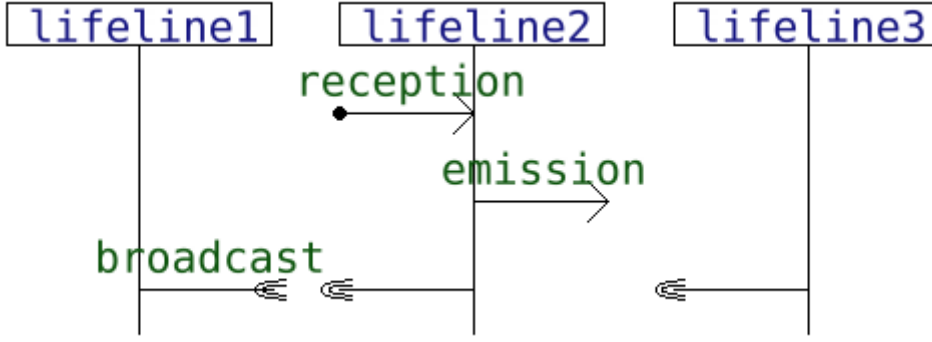 lifeline1
lifeline2
lifeline3
reception
emission
broadcast